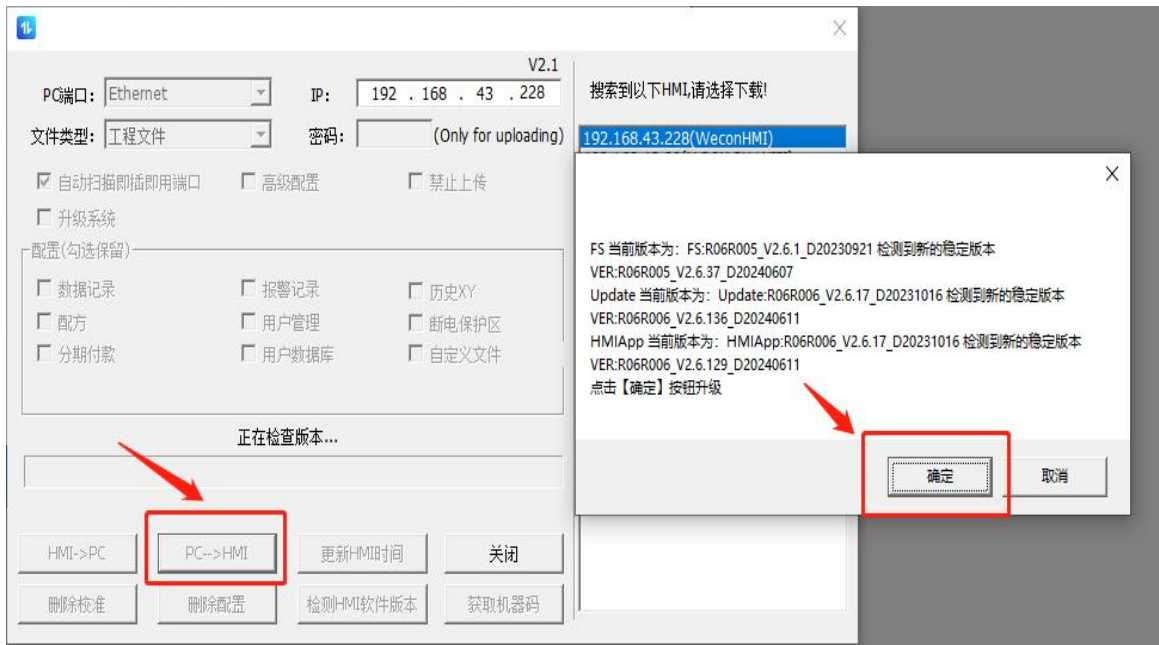 V2.1
PC端口： Ethernet IP： 192 . 168 . 43 . 228
文件类型： 工程文件 密码： (Only for uploading)
自动扫描即插即用端口 高级配置 禁止上传
升级系统
配置(勾选保留)
数据记录 报警记录 历史XY
配方 用户管理 断电保护区
分期付款 用户数据库 自定义文件
正在检查版本...
HMI->PC PC-->HMI 更新HMI时间 关闭
删除校准 删除配置 检测HMI软件版本 获取机器码
搜索到以下HMI,请选择下载!
192.168.43.228(WeconHMI)
FS 当前版本为：FS:R06R005_V2.6.1_D20230921 检测到新的稳定版本
VER:R06R005_V2.6.37_D20240607
Update 当前版本为：Update:R06R006_V2.6.17_D20231016 检测到新的稳定版本
VER:R06R006_V2.6.136_D20240611
HMIApp 当前版本为：HMIApp:R06R006_V2.6.17_D20231016 检测到新的稳定版本
VER:R06R006_V2.6.129_D20240611
点击【确定】按钮升级
确定 取消